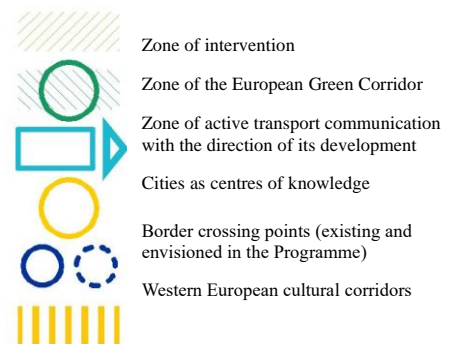 Zone of intervention
Zone of the European Green Corridor
Zone of active transport communication
with the direction of its development
Cities as centres of knowledge
Border crossing points (existing and
envisioned in the Programme)
Western European cultural corridors